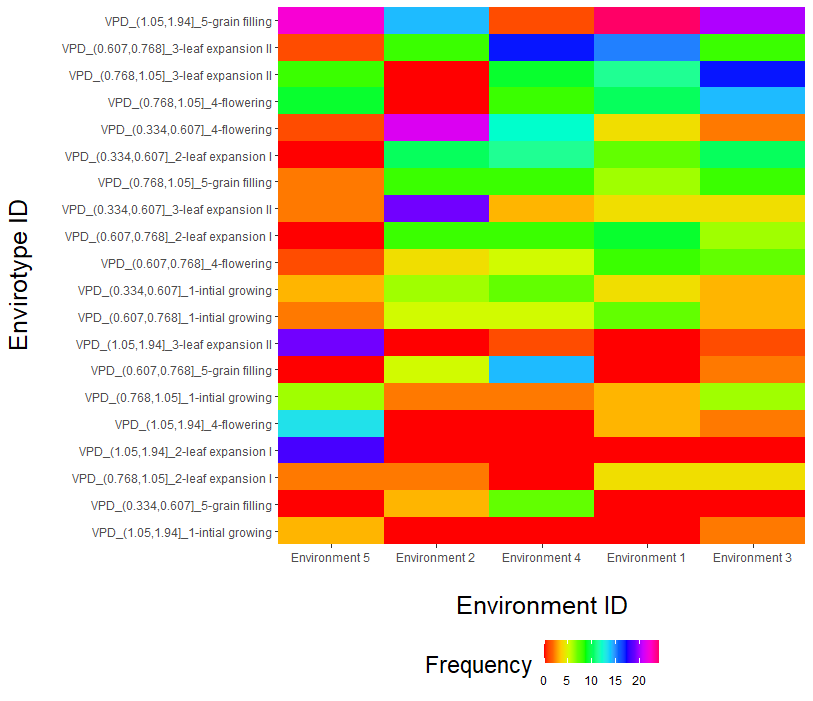 VPD_(1.05,1.94)_5-grain filling
VPD_(0.607,0.768)_3-leaf expansion II
VPD_(0.768,1.05)_3-leaf expansion II
VPD_(0.768,1.05)_4-flowering
VPD_(0.334,0.607)_4-flowering
VPD_(0.334,0.607)_2-leaf expansion I
VPD_(0.768,1.05)_5-grain filling
VPD_(0.334,0.607)_3-leaf expansion II
VPD_(0.607,0.768)_2-leaf expansion I
VPD_(0.607,0.768)_4-flowering
VPD_(0.334,0.607)_1-intial growing
VPD_(0.607,0.768)_1-intial growing
VPD_(1.05,1.94)_3-leaf expansion II
VPD_(0.607,0.768)_5-grain filling
VPD_(0.768,1.05)_1-intial growing
VPD_(1.05,1.94)_4-flowering
VPD_(1.05,1.94)_2-leaf expansion I
VPD_(0.768,1.05)_2-leaf expansion I
VPD_(0.334,0.607)_5-grain filling
VPD_(1.05,1.94)_1-intial growing
Envirotype ID
Environment 5 Environment 2 Environment 4 Environment 1 Environment 3
Environment ID
Frequency
0 5 10 15 20